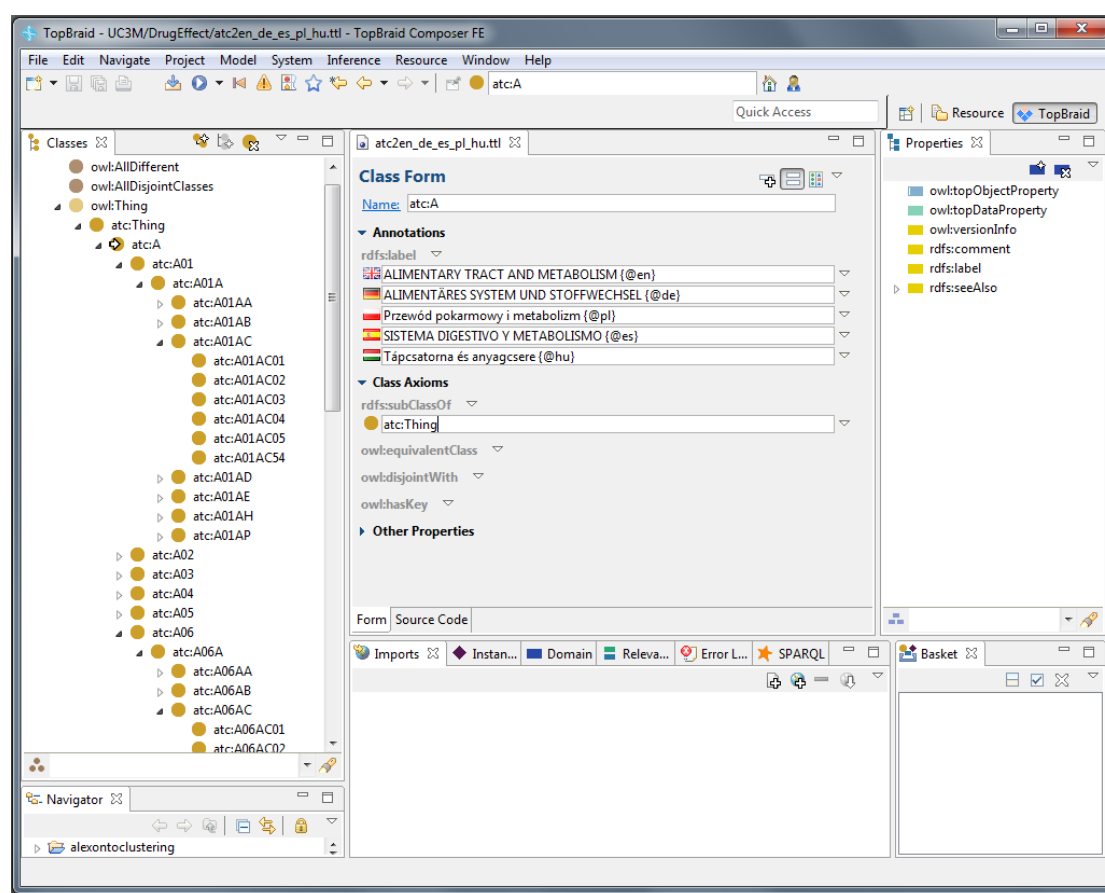 TopBraid - UC3M/DrugEffect/atc2en_de_es_pl_hu.ttl - TopBraid Composer FE
File Edit Navigate Project Model System Inference Resource Window Help
atc:A
Quick Access
Resource
TopBraid
Classes
owl:AllDifferent
owl:AllDisjointClasses
owl:Thing
atc:Thing
atc:A
atc:A01
atc:A01A
atc:A01AA
atc:A01AB
atc:A01AC
atc:A01AC01
atc:A01AC02
atc:A01AC03
atc:A01AC04
atc:A01AC05
atc:A01AC54
atc:A01AD
atc:A01AE
atc:A01AH
atc:A01AP
atc:A02
atc:A03
atc:A04
atc:A05
atc:A06
atc:A06A
atc:A06AA
atc:A06AB
atc:A06AC
atc:A06AC01
atc:A06AC02
Navigator
alexontoclustering
atc2en_de_es_pl_hu.ttl
Class Form
Name: atc:A
Annotations
rdfs:label
ALIMENTARY TRACT AND METABOLISM {@en}
ALIMENTÄRES SYSTEM UND STOFFWECHSEL {@de}
Przewód pokarmowy i metabolizm {@pl}
SISTEMA DIGESTIVO Y METABOLISMO {@es}
Tápcsatorna és anyagcsere {@hu}
Class Axioms
rdfs:subClassOf
atc:Thing
owl:equivalentClass
owl:disjointWith
owl:hasKey
Other Properties
Form Source Code
Imports Instan... Domain Releva... Error L... SPARQL
Properties
owl:topObjectProperty
owl:topDataProperty
owl:versionInfo
rdfs:comment
rdfs:label
rdfs:seeAlso
Basket